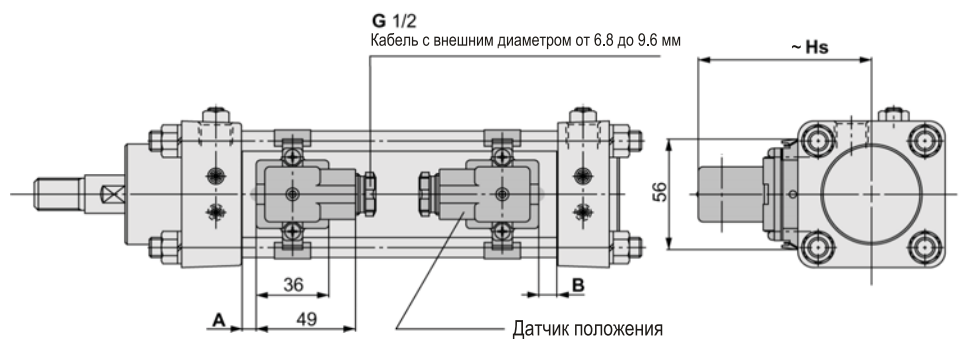 G 1/2
Кабель с внешним диаметром от 6.8 до 9.6 мм
~ Hs
56
36
B
A
49
Датчик положения